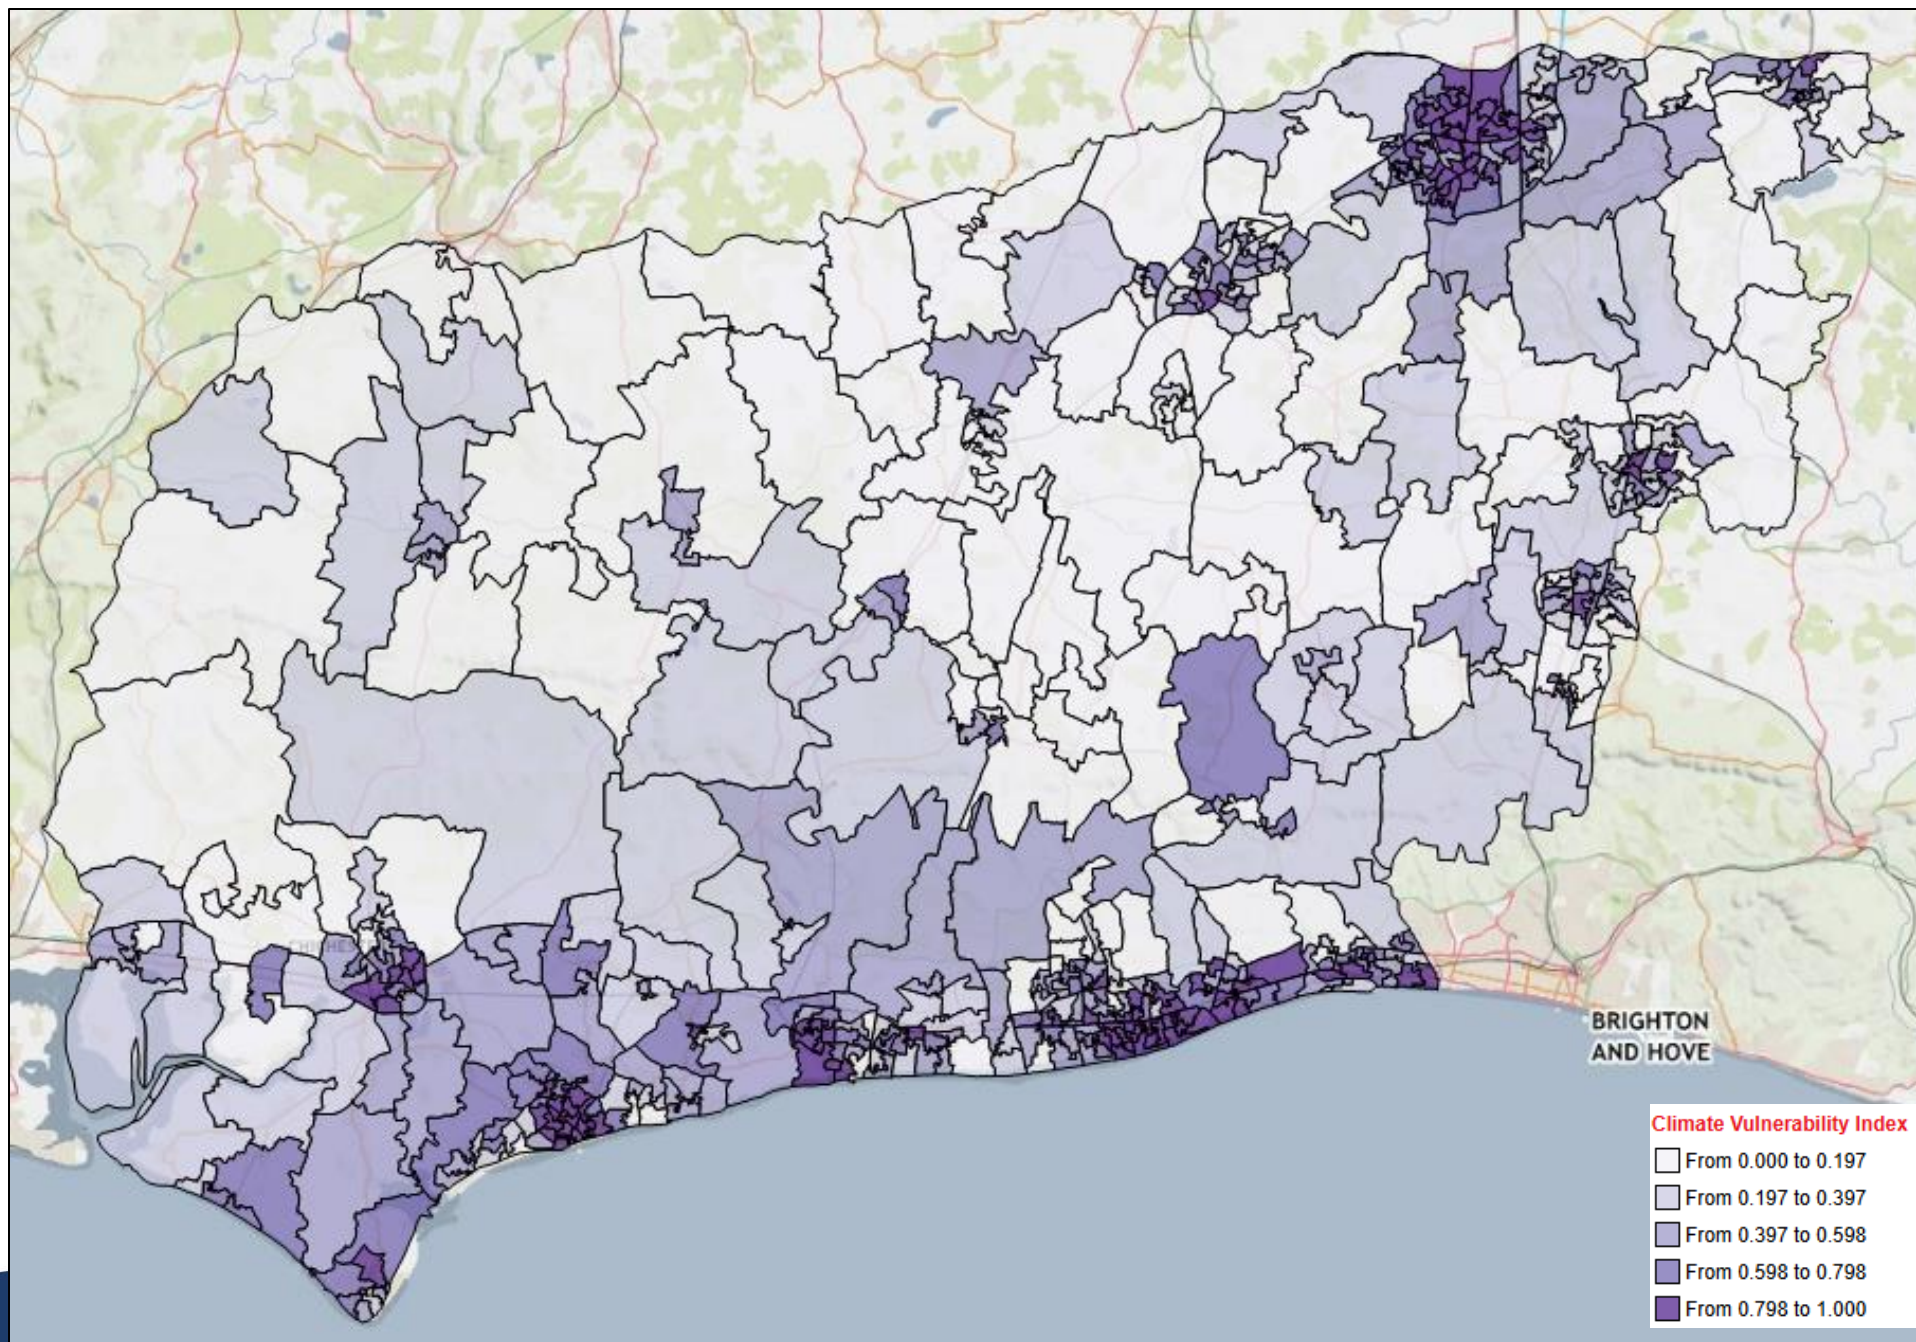 CHICHESTER
BRIGHTON
AND HOVE
Climate Vulnerability Index
From 0.000 to 0.197
From 0.197 to 0.397
From 0.397 to 0.598
From 0.598 to 0.798
From 0.798 to 1.000